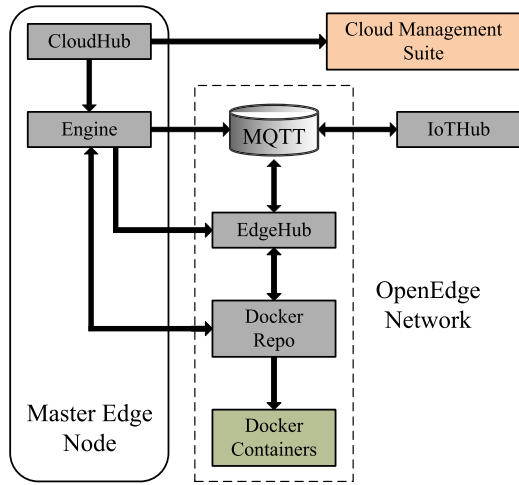 CloudHub
Cloud Management
Suite
Engine
MQTT
IoTHub
EdgeHub
OpenEdge
Network
Docker
Repo
Master Edge
Node
Docker
Containers